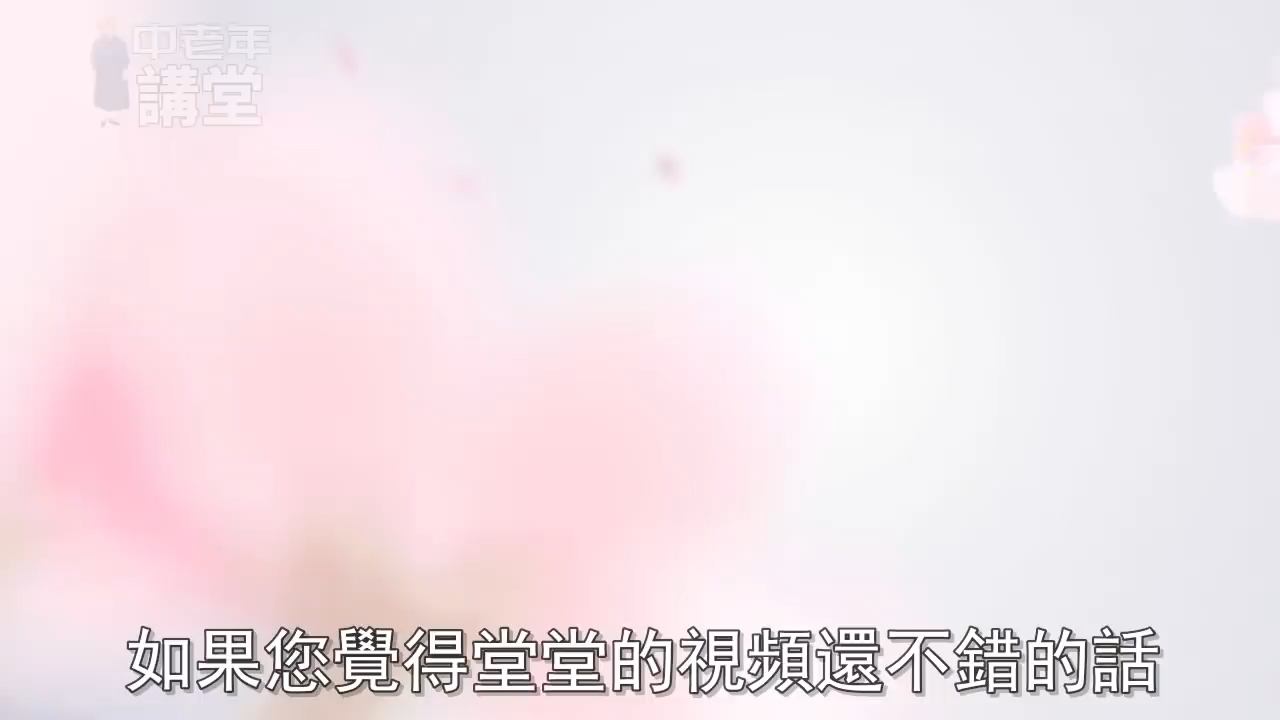 中老年
講堂
如果您覺得堂堂的視頻還不錯的話